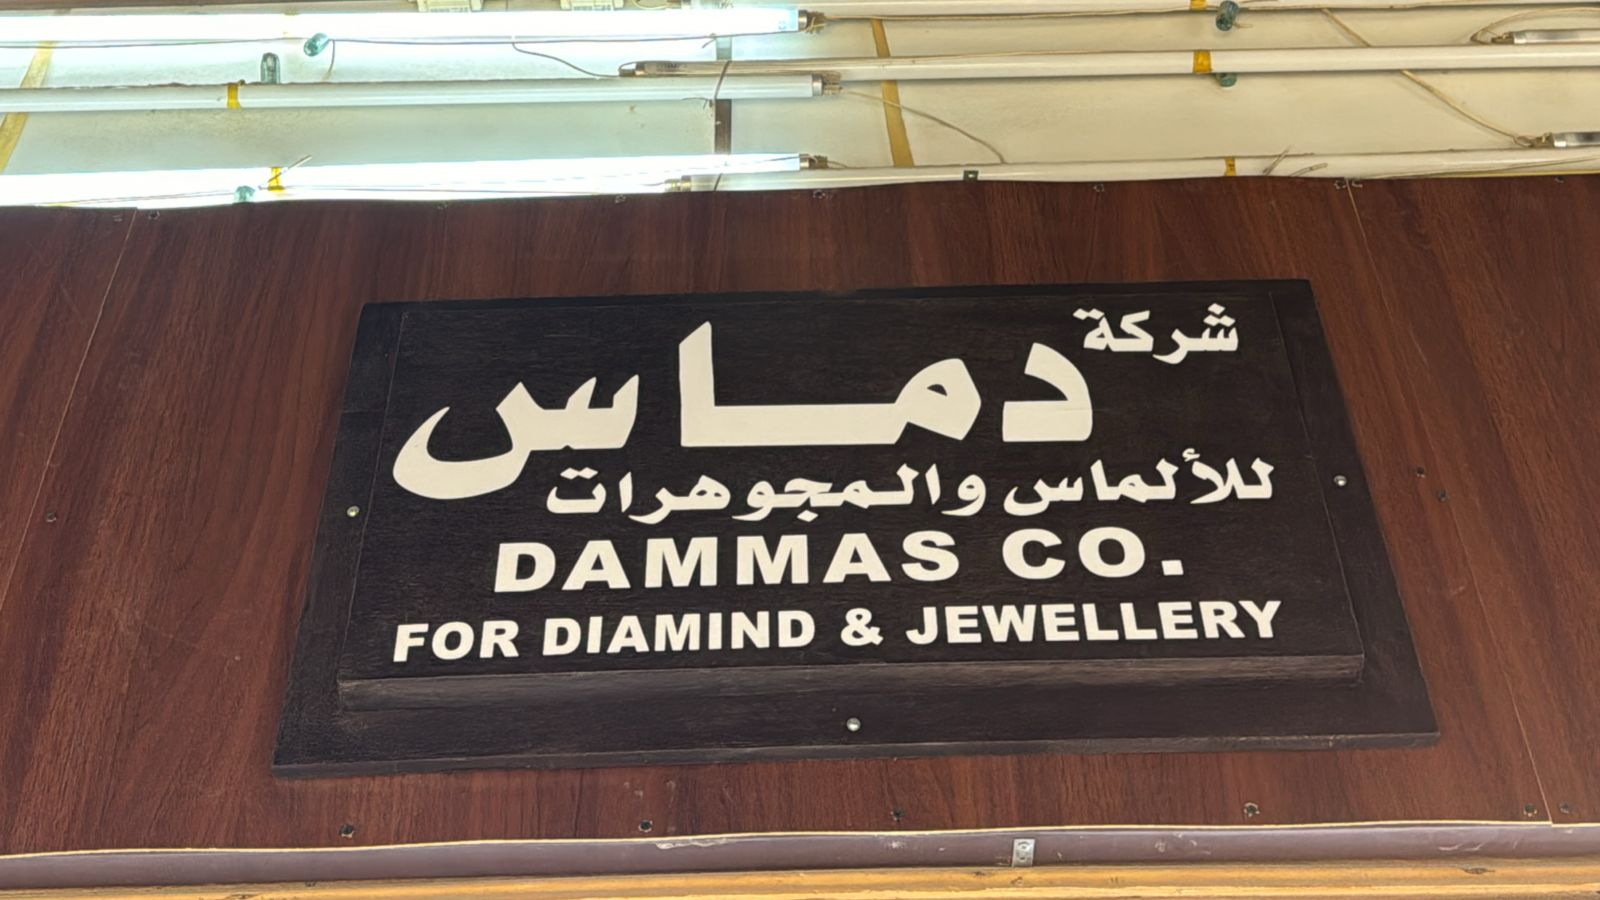 شركة
دماس
للألماس والمجوهرات
DAMMAS CO.
FOR DIAMIND & JEWELLERY